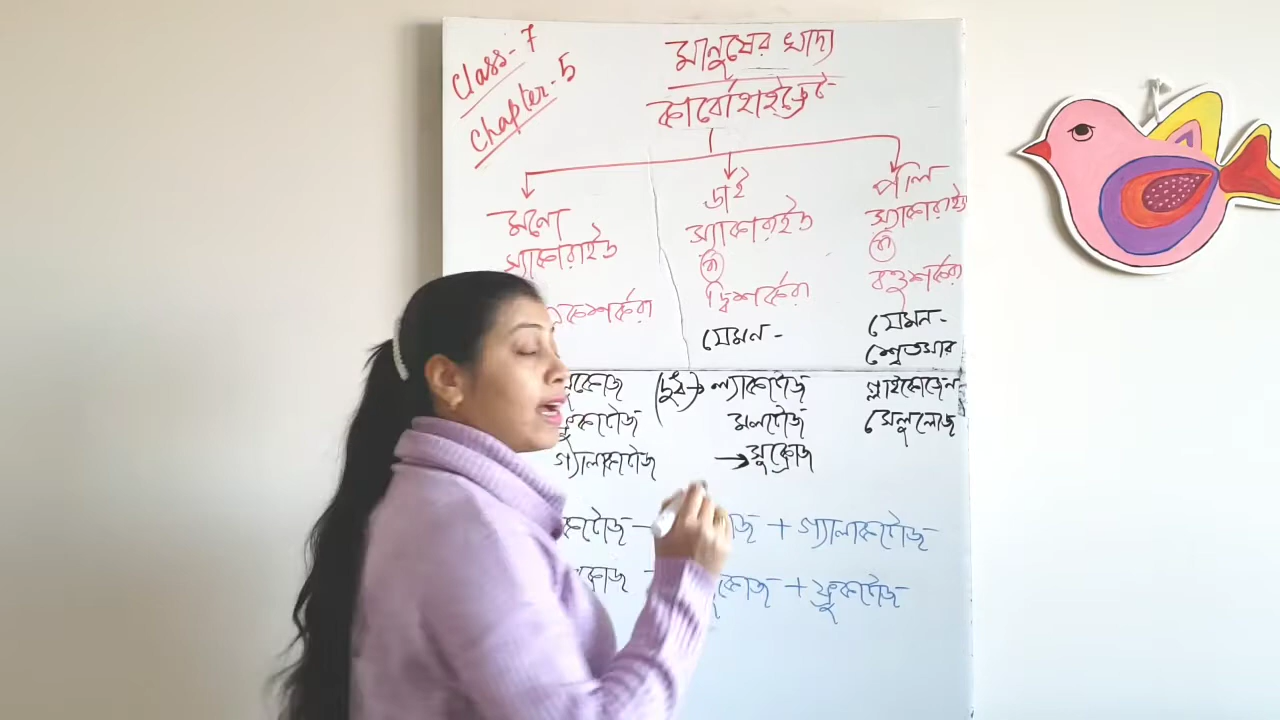 Class-7
Chapter-5
মানুষের খাদ্য
কার্বোহাইড্রেট
মনো
স্যাকারাইড
ডাই
স্যাকারাইড
(বা)
দ্বিশর্করা
যেমন -
পলি
স্যাকারাইড
(বা)
বহুশর্করা
যেমন -
শ্বেতসার
গ্লাইকোজেন
সেলুলোজ
গ্যালাকটোজ
(দুধ) → ল্যাকটোজ
মলটোজ
→ সুক্রোজ
+ গ্যালাকটোজ
+ ফ্রুকটোজ